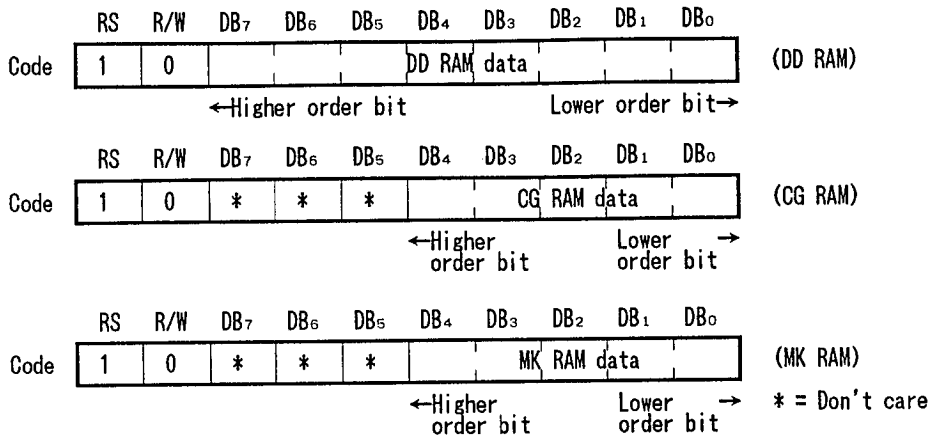 RS R/W DB₇ DB₆ DB₅ DB₄ DB₃ DB₂ DB₁ DB₀
Code 1 0 DD RAM data (DD RAM)
←Higher order bit Lower order bit→
RS R/W DB₇ DB₆ DB₅ DB₄ DB₃ DB₂ DB₁ DB₀
Code 1 0 * * * CG RAM data (CG RAM)
←Higher Lower →
order bit order bit
RS R/W DB₇ DB₆ DB₅ DB₄ DB₃ DB₂ DB₁ DB₀
Code 1 0 * * * MK RAM data (MK RAM)
←Higher Lower → * = Don't care
order bit order bit